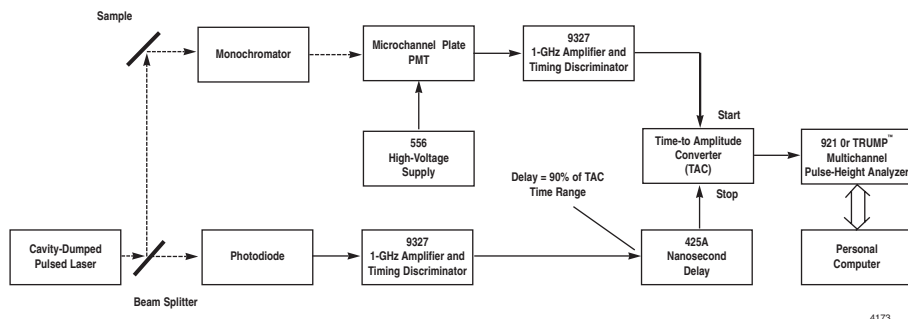 Sample
Monochromator
Microchannel Plate
PMT
9327
1-GHz Amplifier and
Timing Discriminator
Start
556
High-Voltage
Supply
Time-to Amplitude
Converter
(TAC)
921 0r TRUMP™
Multichannel
Pulse-Height Analyzer
Delay = 90% of TAC
Time Range
Stop
Cavity-Dumped
Pulsed Laser
Photodiode
9327
1-GHz Amplifier and
Timing Discriminator
425A
Nanosecond
Delay
Personal
Computer
Beam Splitter
4173